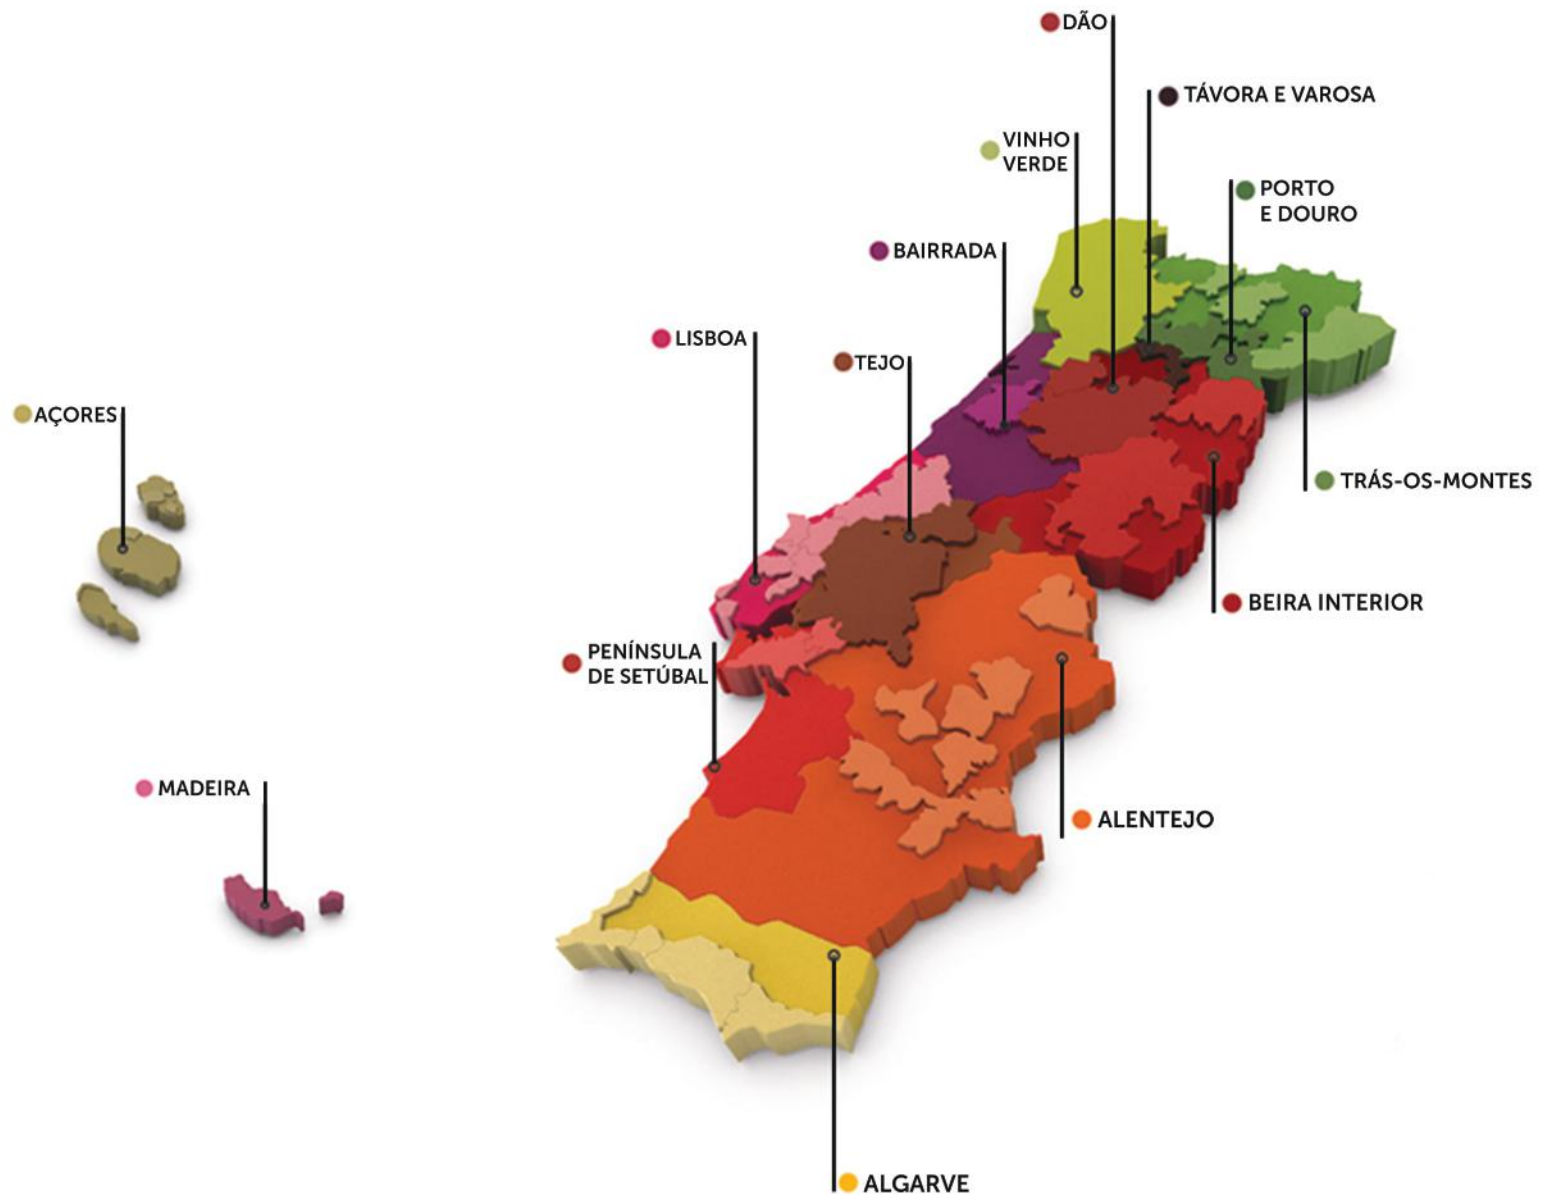 DÃO
TÁVORA E VAROSA
VINHO
VERDE
PORTO
E DOURO
BAIRRADA
LISBOA
TEJO
AÇORES
TRÁS-OS-MONTES
BEIRA INTERIOR
PENÍNSULA
DE SETÚBAL
MADEIRA
ALENTEJO
ALGARVE